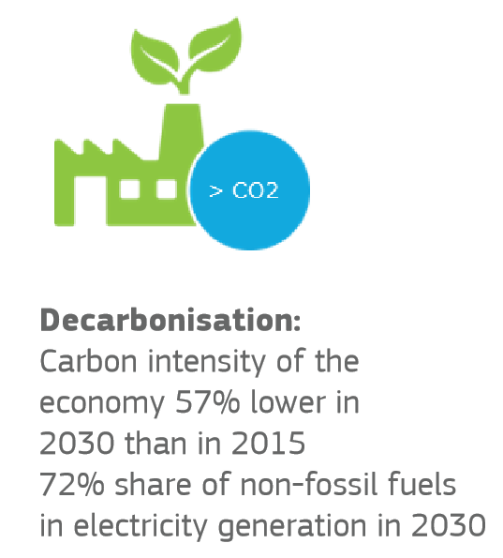 > CO2
Decarbonisation:
Carbon intensity of the
economy 57% lower in
2030 than in 2015
72% share of non-fossil fuels
in electricity generation in 2030